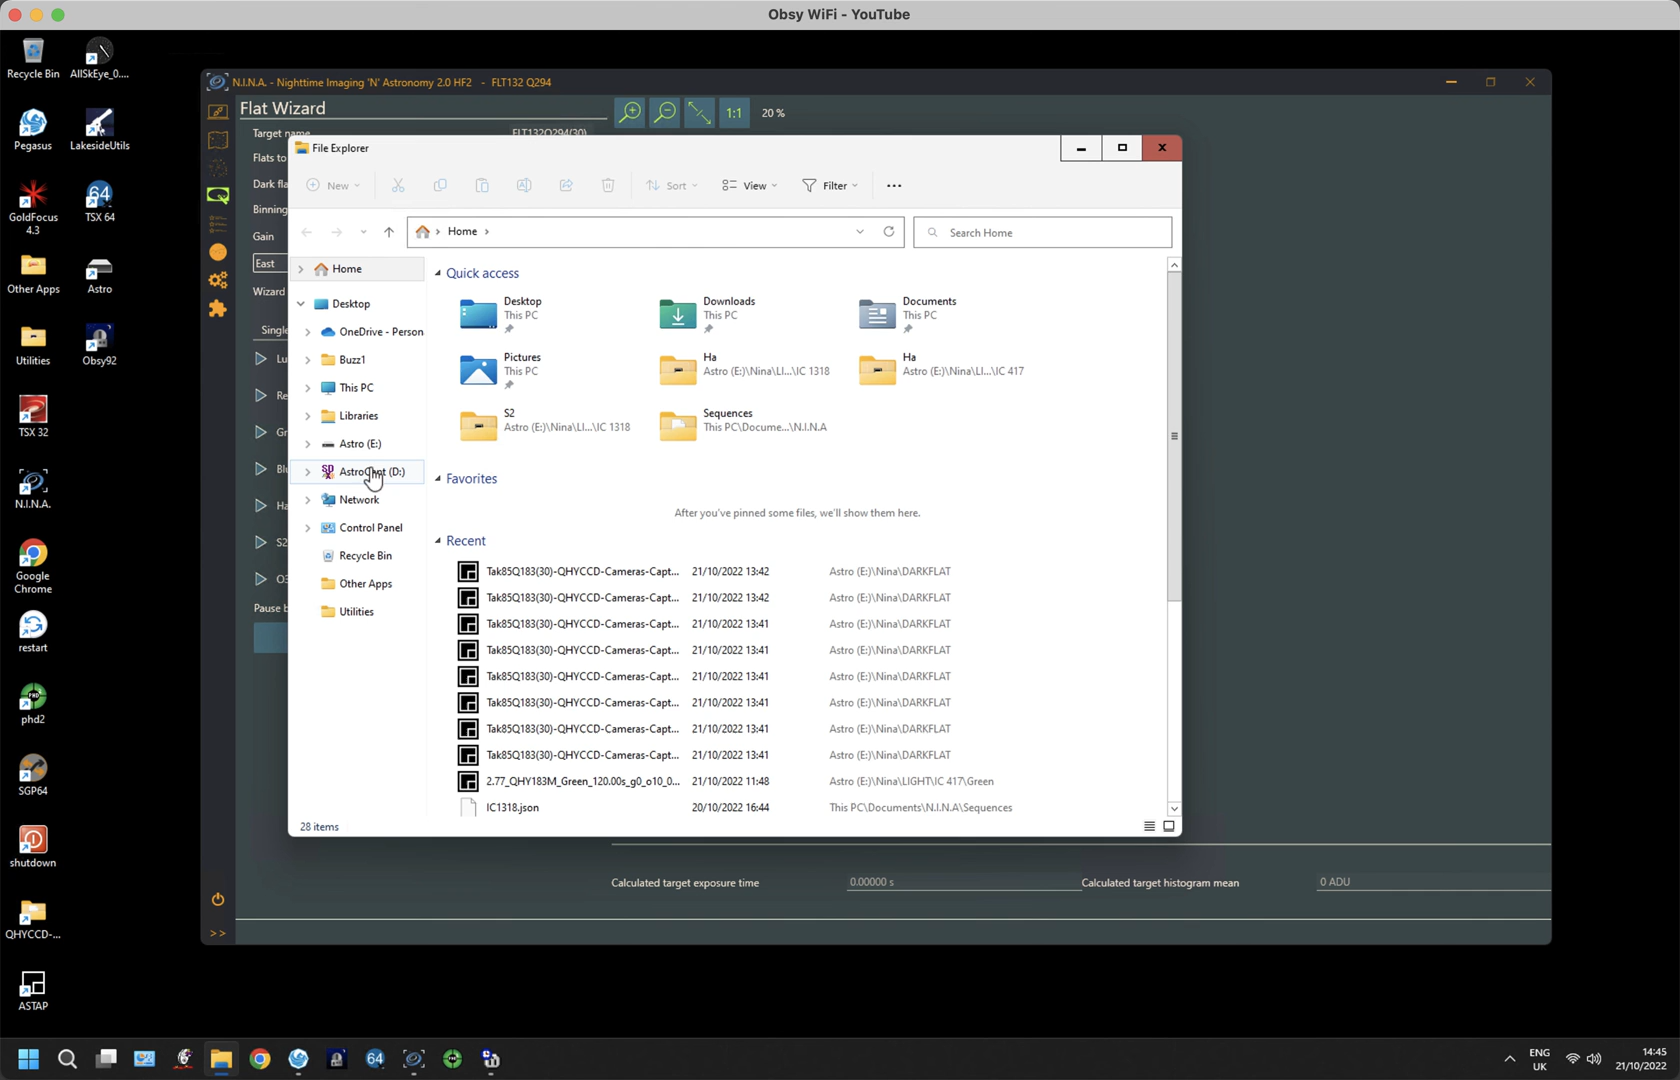 Obsy WiFi - YouTube
Recycle Bin
AllSkEye_0....
Pegasus
LakesideUtils
GoldFocus
4.3
64
TSX 64
Other Apps
Astro
Utilities
Obsy92
TSX 32
N.I.N.A.
Google
Chrome
restart
PHD
phd2
SGP64
shutdown
QHYCCD-...
ASTAP
N.I.N.A. - Nighttime Imaging 'N' Astronomy 2.0 HF2 - FLT132 Q294
Flat Wizard
1:1
20 %
Target name
FLT132Q294(30)
Flats to
Dark fla
Binning
Gain
East
Wizard
Single
Lu
Re
Gr
Blu
Ha
S2
O3
Pause b
File Explorer
New
Sort
View
Filter
Home
Search Home
Home
Desktop
OneDrive - Person
Buzz1
This PC
Libraries
Astro (E:)
(D:)
Network
Control Panel
Recycle Bin
Other Apps
Utilities
Quick access
Desktop
This PC
Downloads
This PC
Documents
This PC
Pictures
This PC
Ha
Astro (E:)\Nina\LI...\IC 1318
Ha
Astro (E:)\Nina\LI...\IC 417
S2
Astro (E:)\Nina\LI...\IC 1318
Sequences
This PC\Docume...\N.I.N.A
Favorites
After you've pinned some files, we'll show them here.
Recent
Tak85Q183(30)-QHYCCD-Cameras-Capt... 21/10/2022 13:42 Astro (E:)\Nina\DARKFLAT
Tak85Q183(30)-QHYCCD-Cameras-Capt... 21/10/2022 13:42 Astro (E:)\Nina\DARKFLAT
Tak85Q183(30)-QHYCCD-Cameras-Capt... 21/10/2022 13:41 Astro (E:)\Nina\DARKFLAT
Tak85Q183(30)-QHYCCD-Cameras-Capt... 21/10/2022 13:41 Astro (E:)\Nina\DARKFLAT
Tak85Q183(30)-QHYCCD-Cameras-Capt... 21/10/2022 13:41 Astro (E:)\Nina\DARKFLAT
Tak85Q183(30)-QHYCCD-Cameras-Capt... 21/10/2022 13:41 Astro (E:)\Nina\DARKFLAT
Tak85Q183(30)-QHYCCD-Cameras-Capt... 21/10/2022 13:41 Astro (E:)\Nina\DARKFLAT
Tak85Q183(30)-QHYCCD-Cameras-Capt... 21/10/2022 13:41 Astro (E:)\Nina\DARKFLAT
2.77_QHY183M_Green_120.00s_g0_o10_0... 21/10/2022 11:48 Astro (E:)\Nina\LIGHT\IC 417\Green
IC1318.json 20/10/2022 16:44 This PC\Documents\N.I.N.A\Sequences
28 items
Calculated target exposure time
0.00000 s
Calculated target histogram mean
0 ADU
>>
64
ENG
UK
14:45
21/10/2022